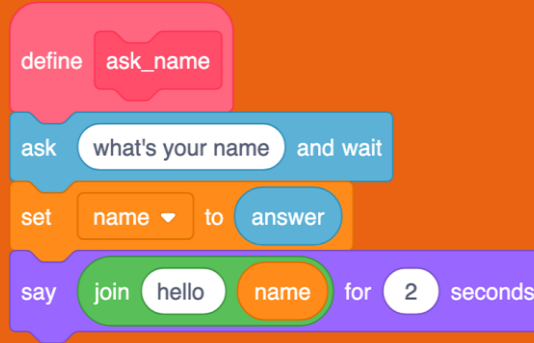 define ask_name
ask what's your name and wait
set name to answer
say join hello name for 2 seconds